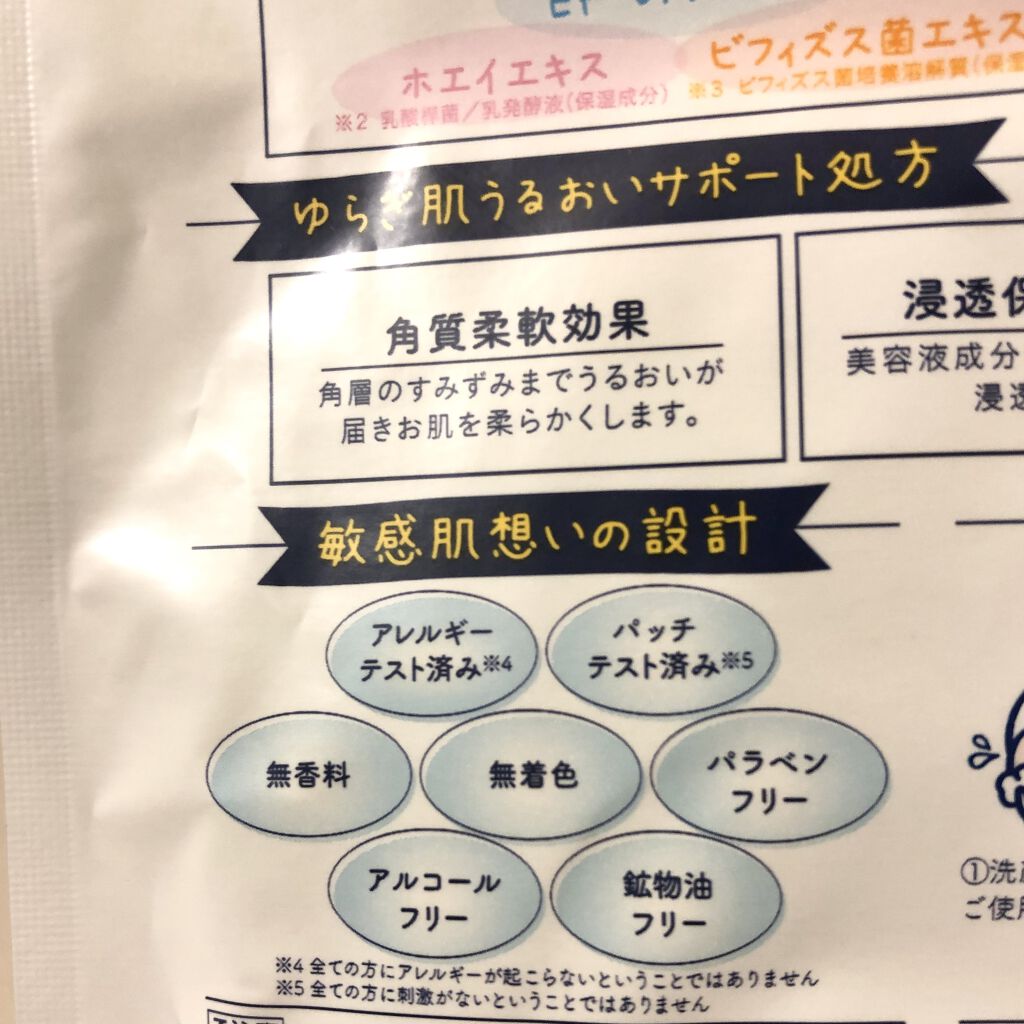 ホエイエキス
※2 乳酸桿菌/乳発酵液(保湿成分)
ビフィズス菌エキス
※3 ビフィズス菌培養溶解質(保湿
ゆらぎ肌うるおいサポート処方
角質柔軟効果
角層のすみずみまでうるおいが
届きお肌を柔らかくします。
浸透保
美容液成分
浸透
敏感肌想いの設計
アレルギー
テスト済み※4
パッチ
テスト済み※5
無香料
無着色
パラベン
フリー
アルコール
フリー
鉱物油
フリー
①洗
ご使用
※4 全ての方にアレルギーが起こらないということではありません
※5 全ての方に刺激がないということではありません